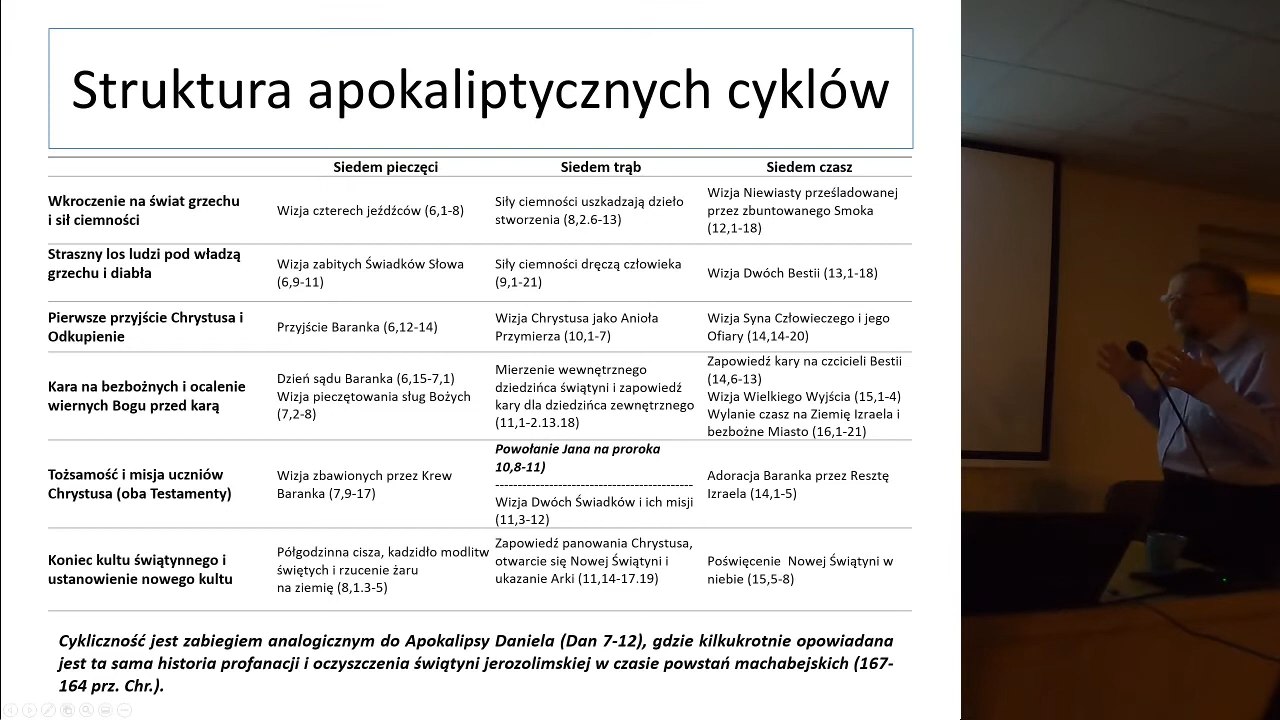 Struktura apokaliptycznych cyklów
Siedem pieczęci
Siedem trąb
Siedem czasz
Wkroczenie na świat grzechu
i sił ciemności
Wizja czterech jeźdźców (6,1-8)
Siły ciemności uszkadzają dzieło
stworzenia (8,2.6-13)
Wizja Niewiasty prześladowanej
przez zbuntowanego Smoka
(12,1-18)
Straszny los ludzi pod władzą
grzechu i diabła
Wizja zabitych Świadków Słowa
(6,9-11)
Siły ciemności dręczą człowieka
(9,1-21)
Wizja Dwóch Bestii (13,1-18)
Pierwsze przyjście Chrystusa i
Odkupienie
Przyjście Baranka (6,12-14)
Wizja Chrystusa jako Anioła
Przymierza (10,1-7)
Wizja Syna Człowieczego i jego
Ofiary (14,14-20)
Kara na bezbożnych i ocalenie
wiernych Bogu przed karą
Dzień sądu Baranka (6,15-7,1)
Wizja pieczętowania sług Bożych
(7,2-8)
Mierzenie wewnętrznego
dziedzińca świątyni i zapowiedź
kary dla dziedzińca zewnętrznego
(11,1-2.13.18)
Zapowiedź kary na czcicieli Bestii
(14,6-13)
Wizja Wielkiego Wyjścia (15,1-4)
Wylanie czasz na Ziemię Izraela i
bezbożne Miasto (16,1-21)
Tożsamość i misja uczniów
Chrystusa (oba Testamenty)
Wizja zbawionych przez Krew
Baranka (7,9-17)
Powołanie Jana na proroka
10,8-11)
--------------------------------------------
Wizja Dwóch Świadków i ich misji
(11,3-12)
Adoracja Baranka przez Resztę
Izraela (14,1-5)
Koniec kultu świątynnego i
ustanowienie nowego kultu
Półgodzinna cisza, kadzidło modlitw
świętych i rzucenie żaru
na ziemię (8,1.3-5)
Zapowiedź panowania Chrystusa,
otwarcie się Nowej Świątyni i
ukazanie Arki (11,14-17.19)
Poświęcenie  Nowej Świątyni w
niebie (15,5-8)
Cykliczność jest zabiegiem analogicznym do Apokalipsy Daniela (Dan 7-12), gdzie kilkukrotnie opowiadana
jest ta sama historia profanacji i oczyszczenia świątyni jerozolimskiej w czasie powstań machabejskich (167-
164 prz. Chr.).